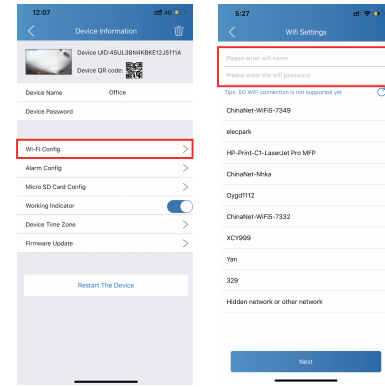 12:07
4G
Device Information
Device UID:45UL38N4KBKE12J5111A
Device QR code:
Device Name Office
Device Password
Wi-Fi Config
Alarm Config
Micro SD Card Config
Working Indicator
Device Time Zone
Firmware Update
Restart The Device
5:27
Wifi Settings
Please enter wifi name
Please enter the wifi password
Tips: 5G WiFi connection is not supported yet
ChinaNet-WiFi5-7349
elecpark
HP-Print-C1-LaserJet Pro MFP
ChinaNet-Nhka
Oygd1112
ChinaNet-WiFi5-7332
XCY999
Yan
329
Hidden network or other network
Next